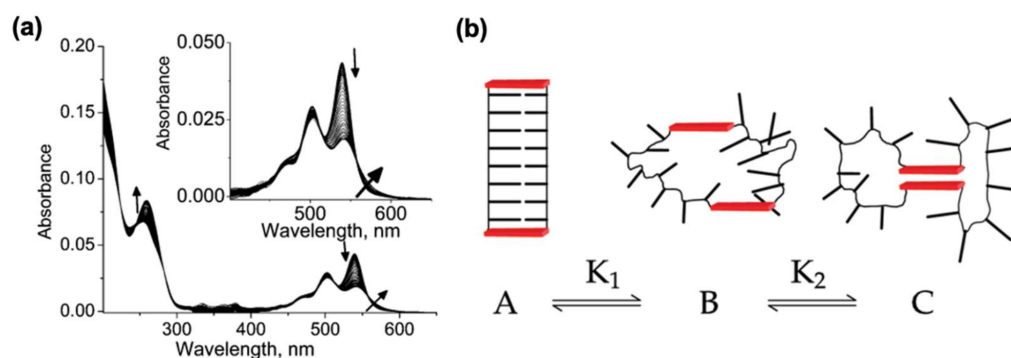 (a)
0.20
0.15
0.10
0.05
0.00
Absorbance
300
400
500
600
Wavelength, nm
0.050
0.025
0.000
Absorbance
500
600
Wavelength, nm
(b)
K₁
K₂
A
B
C